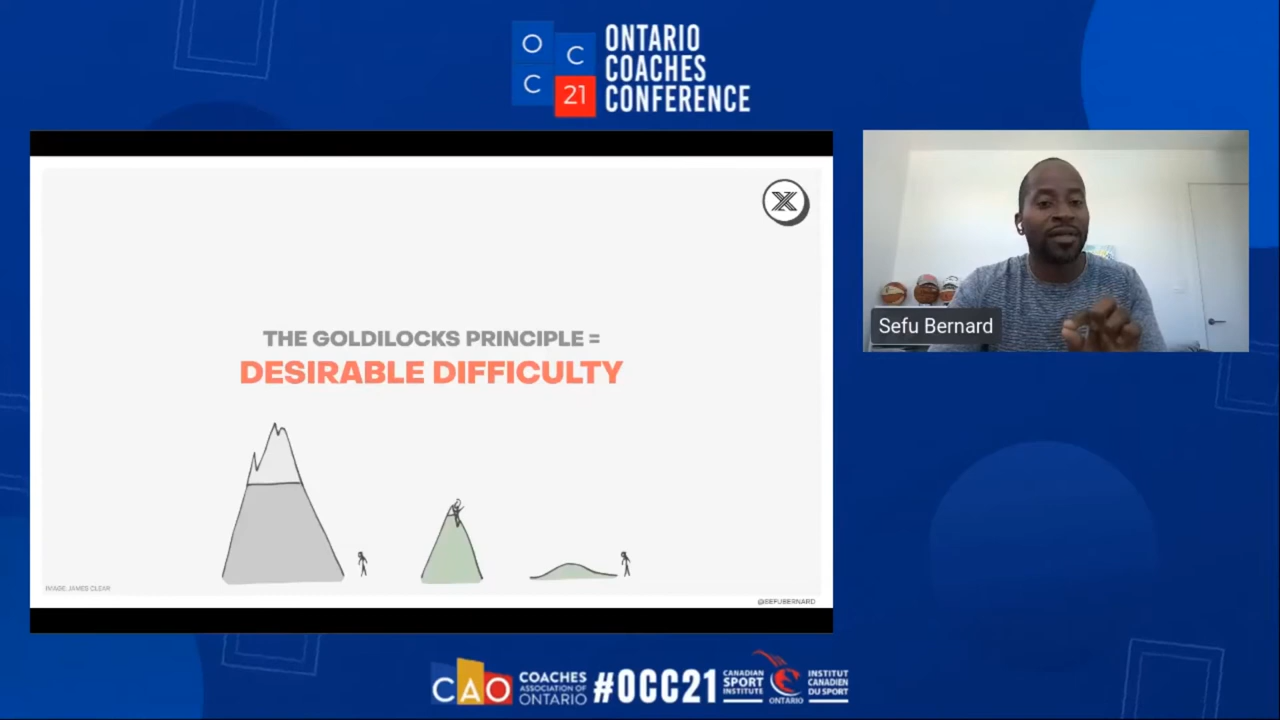 O
C
C
21
ONTARIO
COACHES
CONFERENCE
THE GOLDILOCKS PRINCIPLE =
DESIRABLE DIFFICULTY
IMAGE: JAMES CLEAR
@SEFUBERNARD
Sefu Bernard
CAO
COACHES
ASSOCIATION OF
ONTARIO
#OCC21
CANADIAN
SPORT
INSTITUTE
ONTARIO
INSTITUT
CANADIEN
DU SPORT